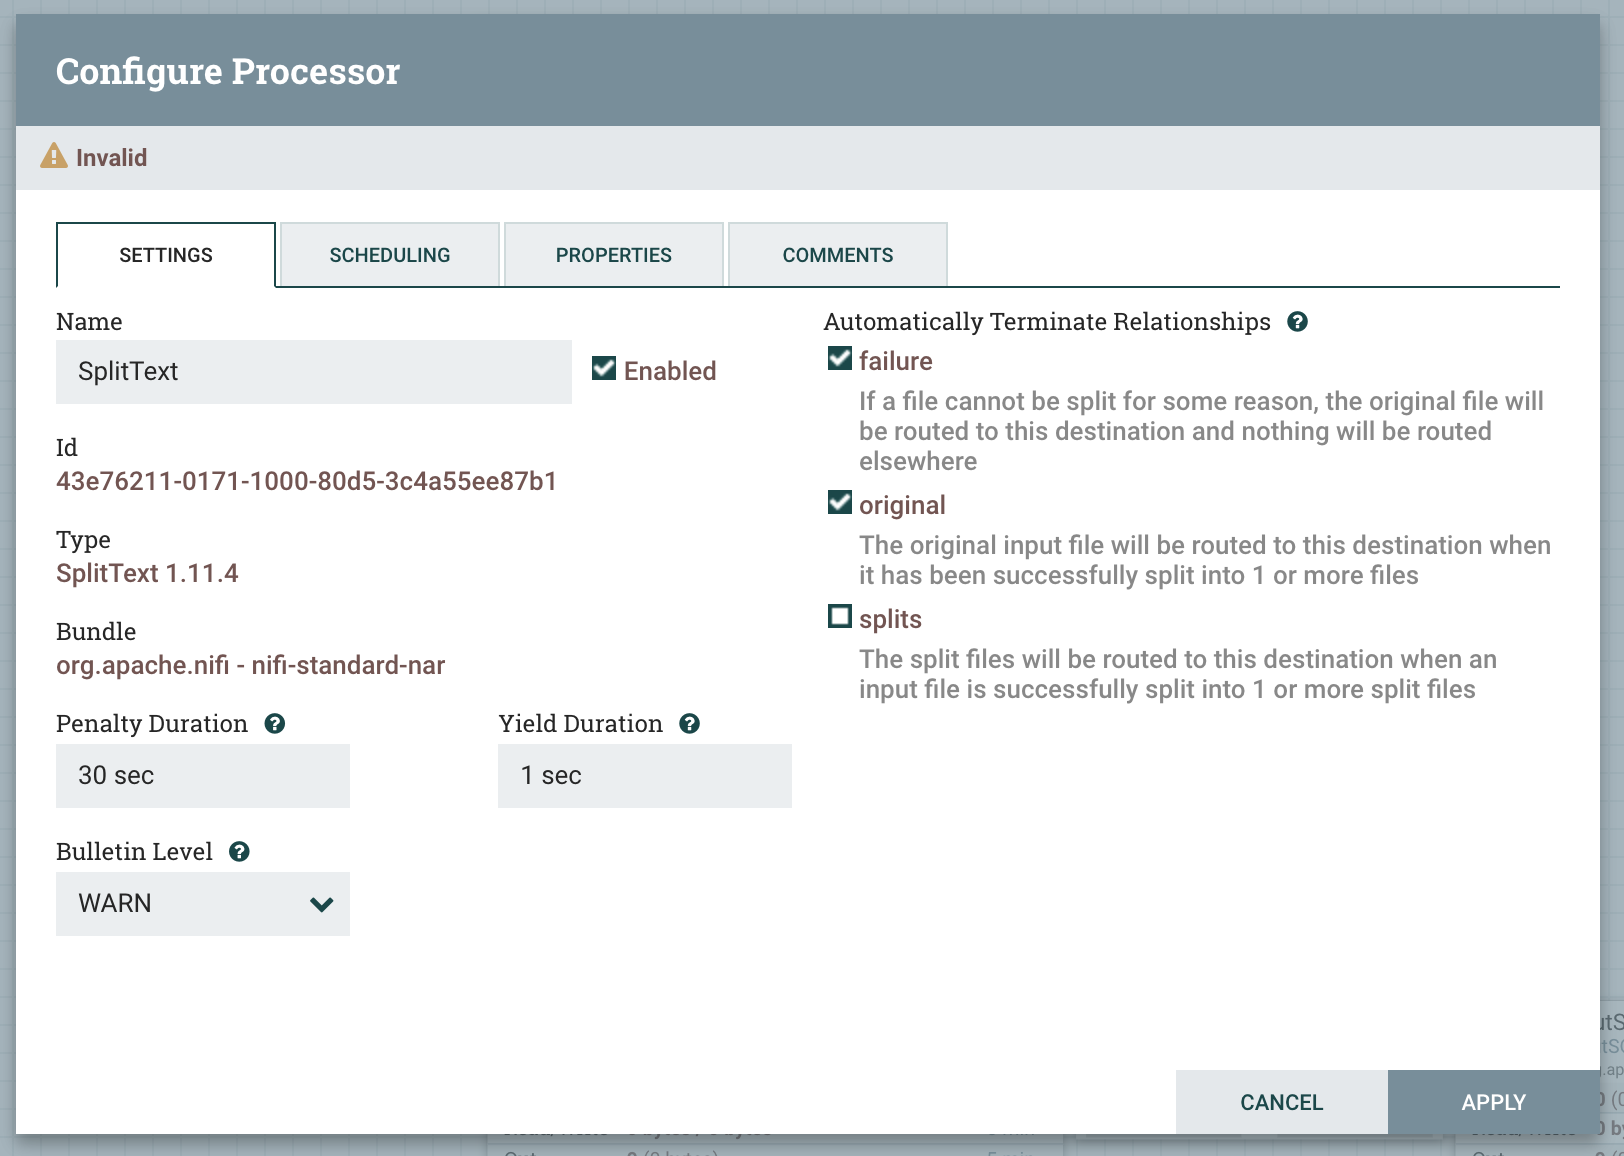 Configure Processor
Invalid
SETTINGS
SCHEDULING
PROPERTIES
COMMENTS
Name
SplitText
Enabled
Id
43e76211-0171-1000-80d5-3c4a55ee87b1
Type
SplitText 1.11.4
Bundle
org.apache.nifi - nifi-standard-nar
Penalty Duration
Yield Duration
30 sec
1 sec
Bulletin Level
WARN
Automatically Terminate Relationships
failure
If a file cannot be split for some reason, the original file will
be routed to this destination and nothing will be routed
elsewhere
original
The original input file will be routed to this destination when
it has been successfully split into 1 or more files
splits
The split files will be routed to this destination when an
input file is successfully split into 1 or more split files
CANCEL
APPLY